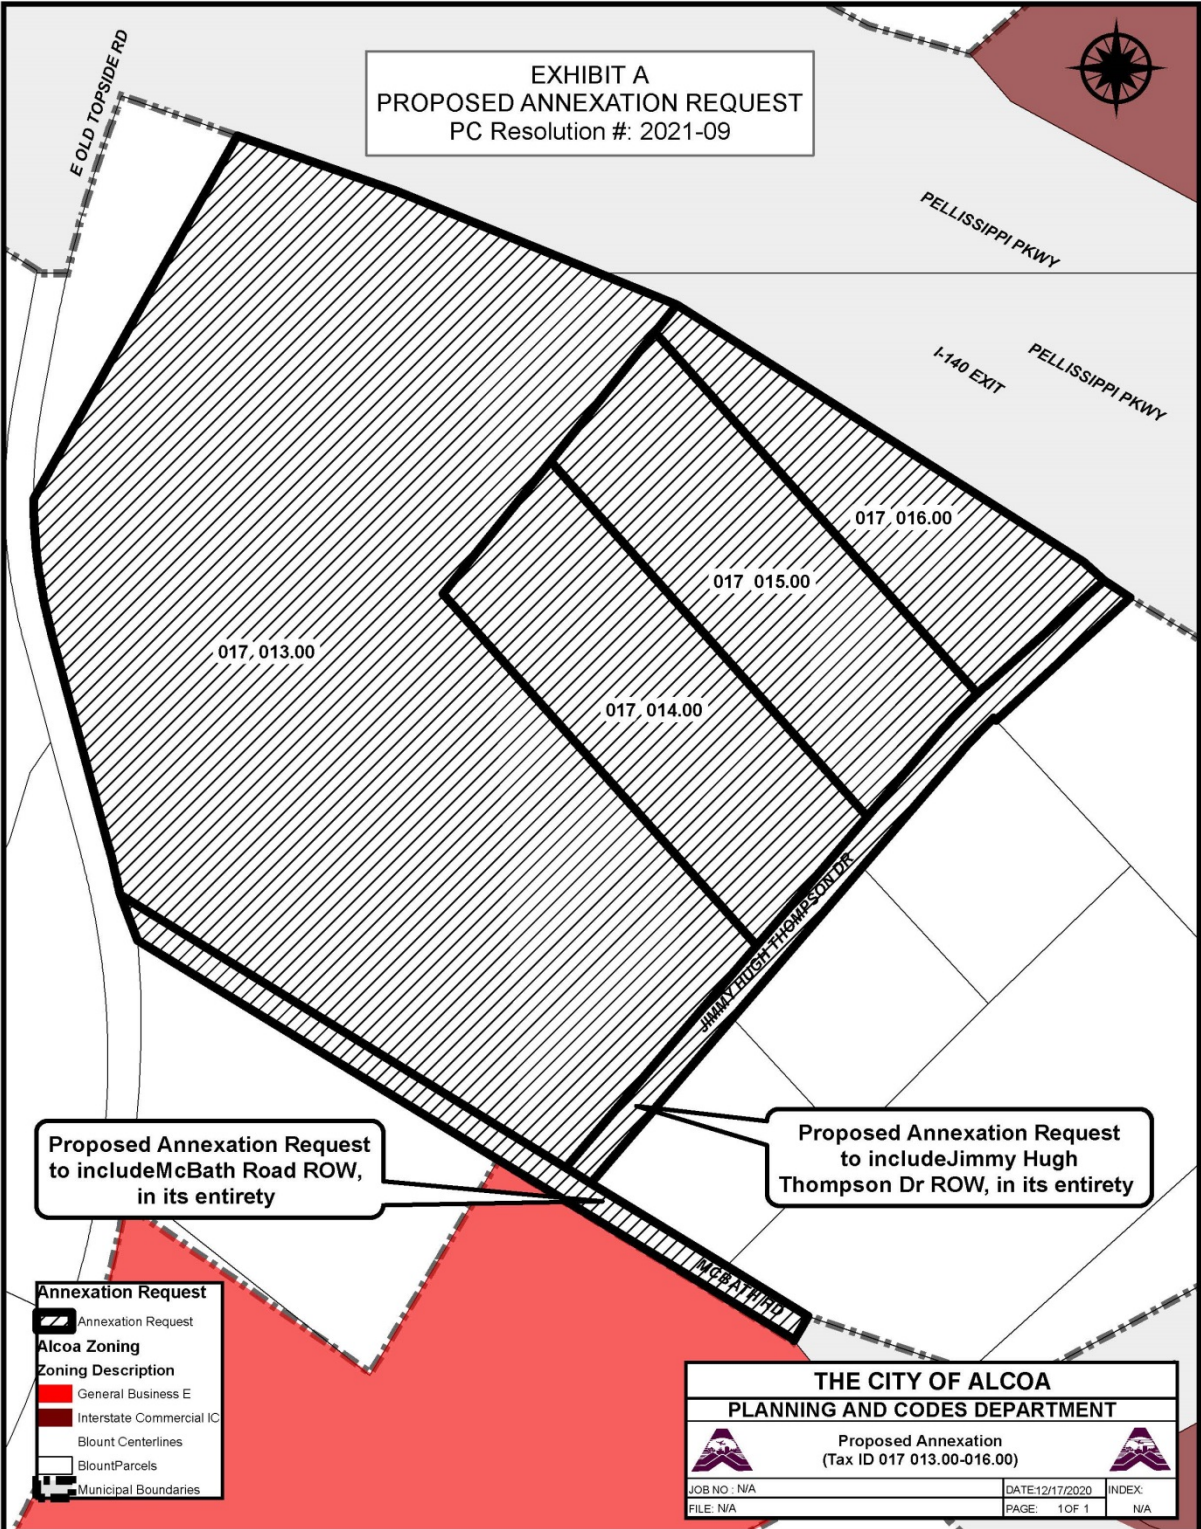 E OLD TOPSIDE RD
EXHIBIT A
PROPOSED ANNEXATION REQUEST
PC Resolution #: 2021-09
PELLISSIPPI PKWY
I-140 EXIT
PELLISSIPPI PKWY
017 016.00
017 015.00
017 013.00
017 014.00
JIMMY HUGH THOMPSON DR
Proposed Annexation Request
to includeMcBath Road ROW,
in its entirety
Proposed Annexation Request
to includeJimmy Hugh
Thompson Dr ROW, in its entirety
MCBATH RD
Annexation Request
Annexation Request
Alcoa Zoning
Zoning Description
General Business E
Interstate Commercial IC
Blount Centerlines
BlountParcels
Municipal Boundaries
THE CITY OF ALCOA
PLANNING AND CODES DEPARTMENT
Proposed Annexation
(Tax ID 017 013.00-016.00)
JOB NO : N/A
DATE:12/17/2020
INDEX:
FILE: N/A
PAGE: 1OF 1
N/A